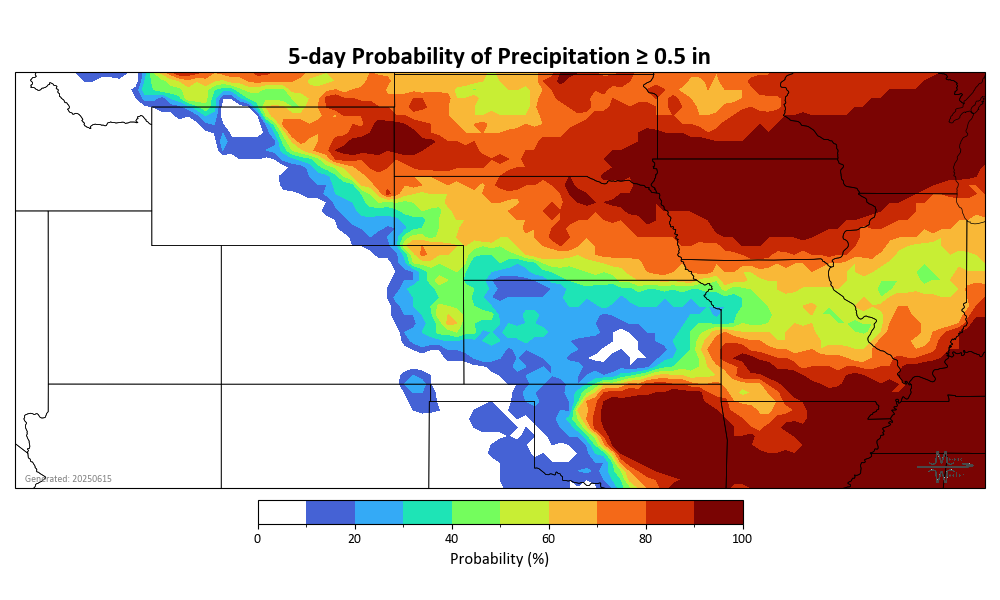 5-day Probability of Precipitation ≥ 0.5 in
Generated: 20250615
0 20 40 60 80 100
Probability (%)